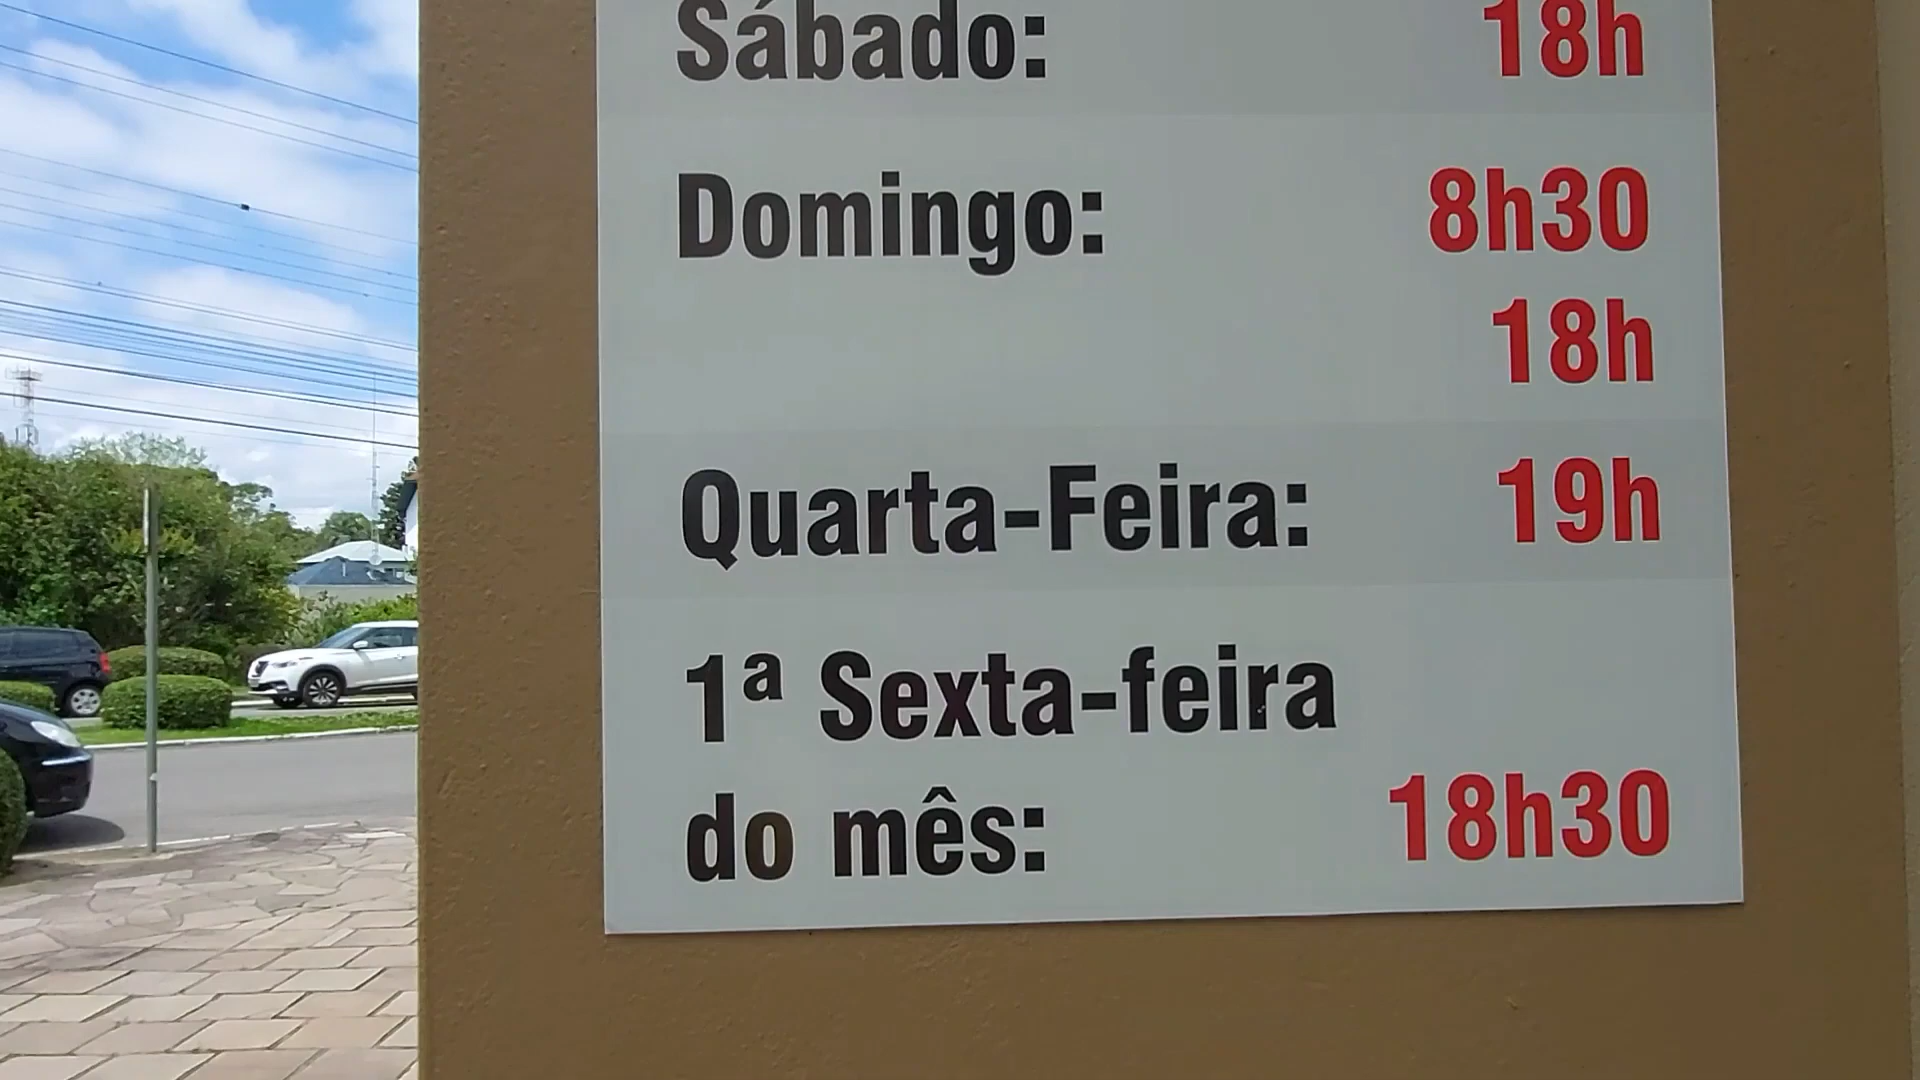 Sábado: 18h
Domingo: 8h30
18h
Quarta-Feira: 19h
1ª Sexta-feira
do mês: 18h30